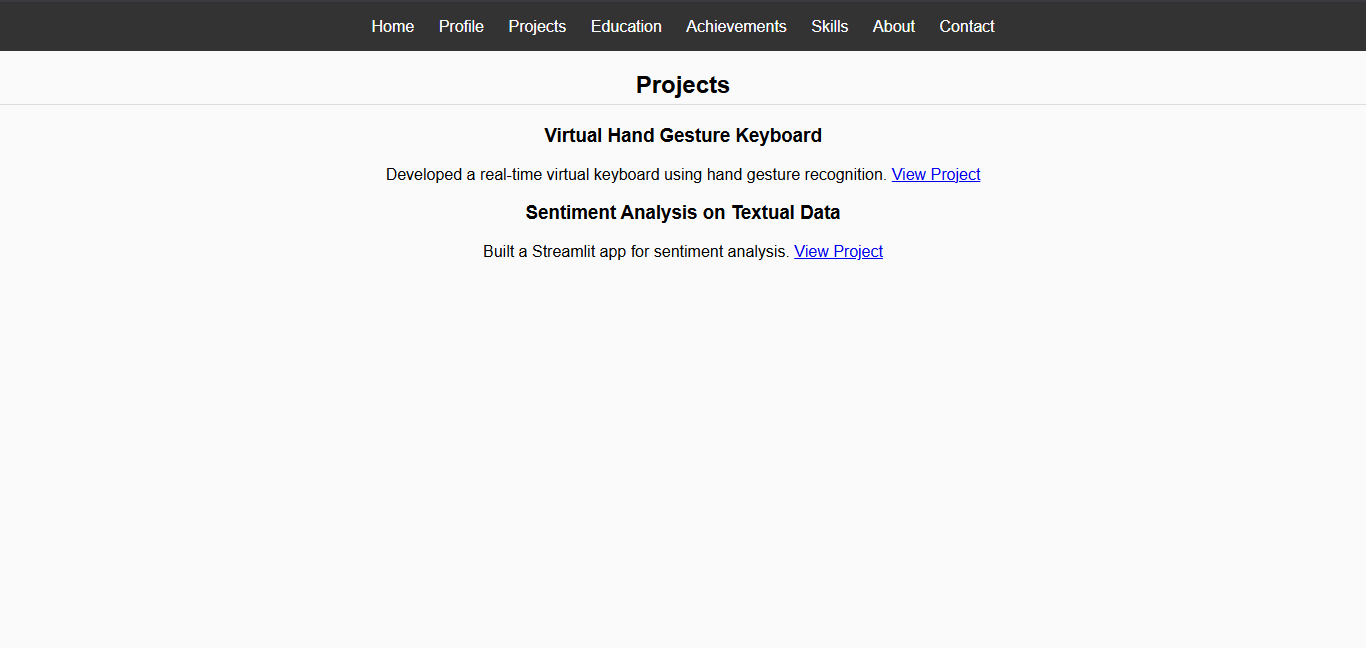 Home Profile Projects Education Achievements Skills About Contact
Projects
Virtual Hand Gesture Keyboard
Developed a real-time virtual keyboard using hand gesture recognition. View Project
Sentiment Analysis on Textual Data
Built a Streamlit app for sentiment analysis. View Project